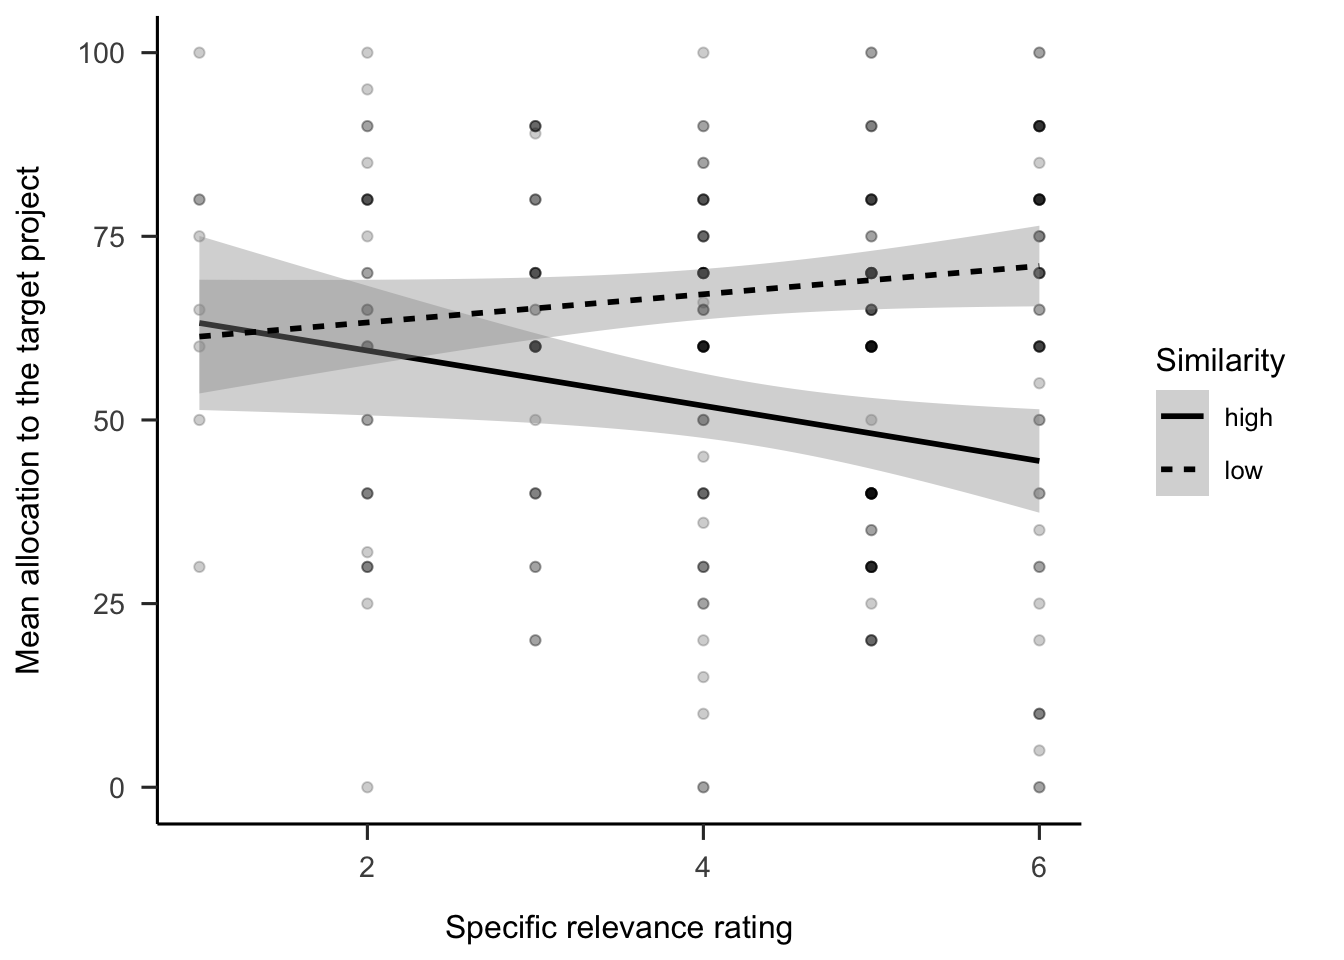 100
75
50
25
0
Mean allocation to the target project
2
4
6
Specific relevance rating
Similarity
high
low